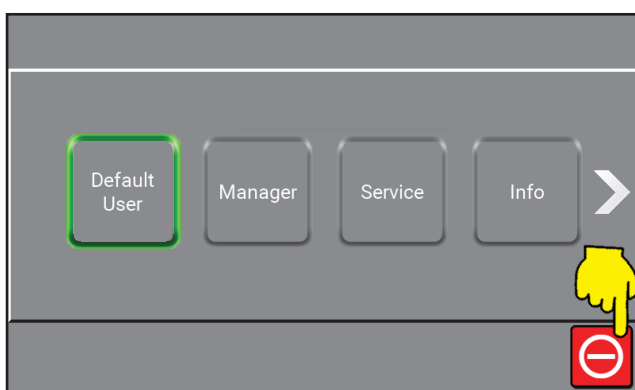 Default
User
Manager
Service
Info